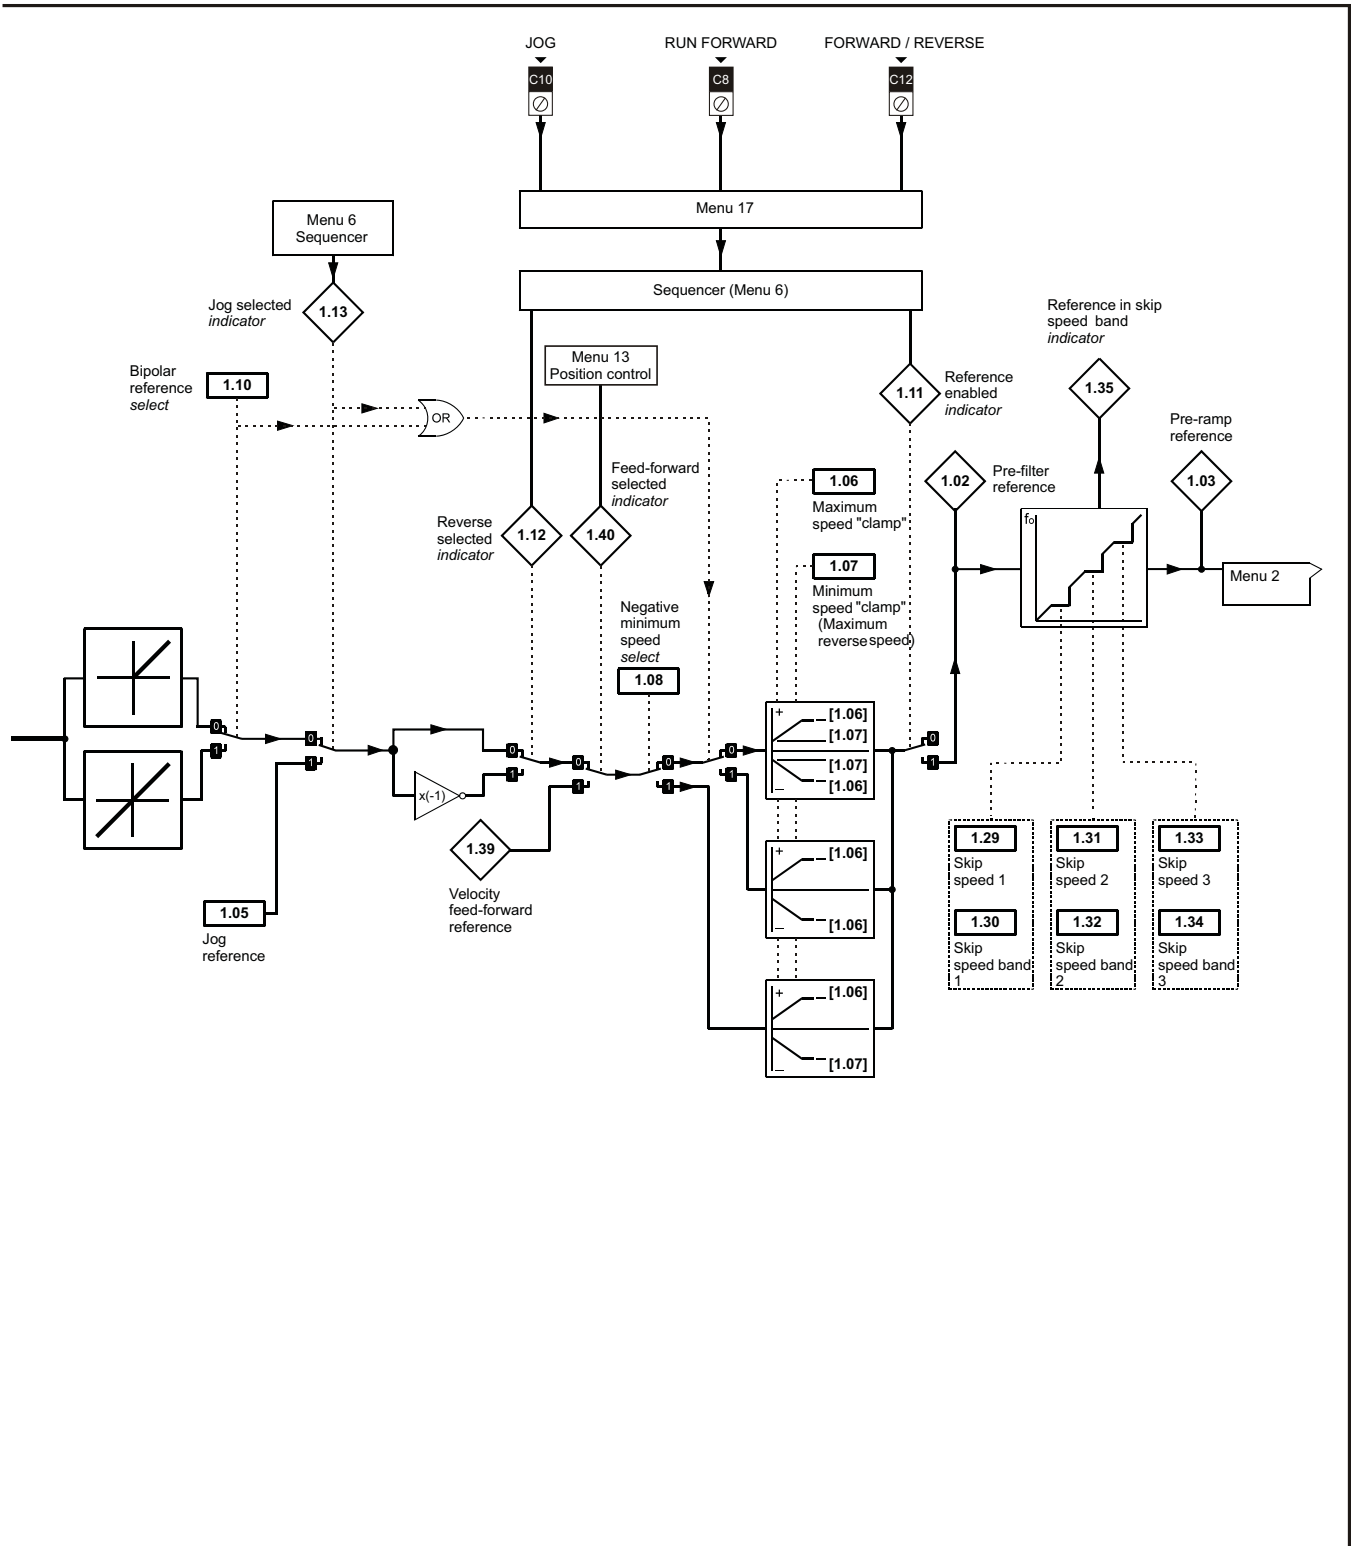 JOG
RUN FORWARD
FORWARD / REVERSE
C10
C8
C12
Menu 17
Menu 6
Sequencer
Sequencer (Menu 6)
Jog selected
indicator
1.13
Menu 13
Position control
Reference in skip
speed band
indicator
1.35
Bipolar
reference
select
1.10
OR
1.11
Reference
enabled
indicator
Pre-ramp
reference
1.03
Feed-forward
selected
indicator
1.40
1.06
Maximum
speed "clamp"
1.02
Pre-filter
reference
Reverse
selected
indicator
1.12
fo
1.07
Minimum
speed "clamp"
(Maximum
reverse speed)
Menu 2
Negative
minimum
speed
select
1.08
0
1
0
1
x(-1)
0
1
0
1
0
1
0
1
+
[1.06]
[1.07]
[1.07]
[1.06]
_
0
1
1.39
Velocity
feed-forward
reference
+
[1.06]
[1.06]
_
1.05
Jog
reference
+
[1.06]
[1.07]
_
1.29
Skip
speed 1
1.30
Skip
speed band
1
1.31
Skip
speed 2
1.32
Skip
speed band
2
1.33
Skip
speed 3
1.34
Skip
speed band
3